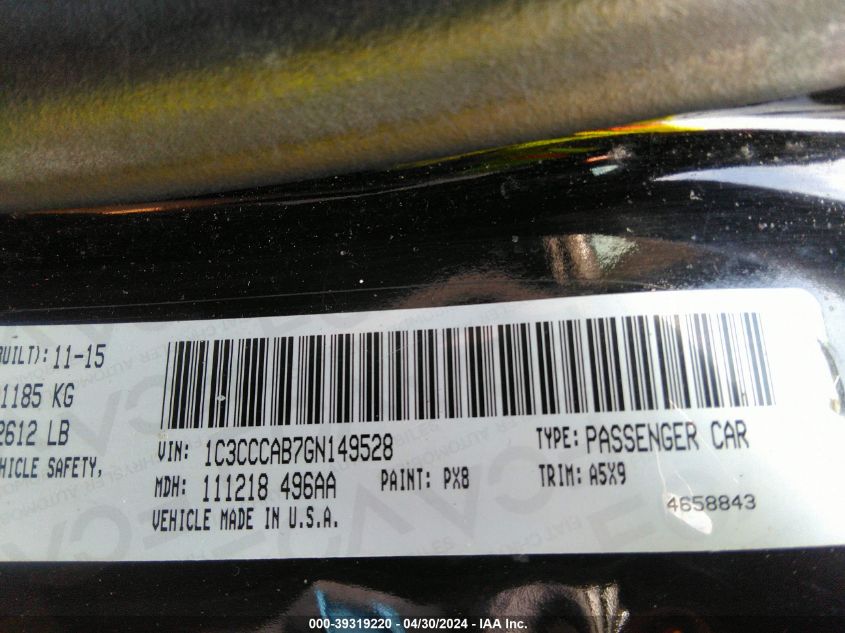 BUILT): 11-15
1185 KG
2612 LB
HICLE SAFETY,
VIN: 1C3CCCAB7GN149528
TYPE: PASSENGER CAR
MDH: 111218 496AA
PAINT: PX8
TRIM: A5X9
VEHICLE MADE IN U.S.A.
4658843
000-39319220 - 04/30/2024 - IAA Inc.